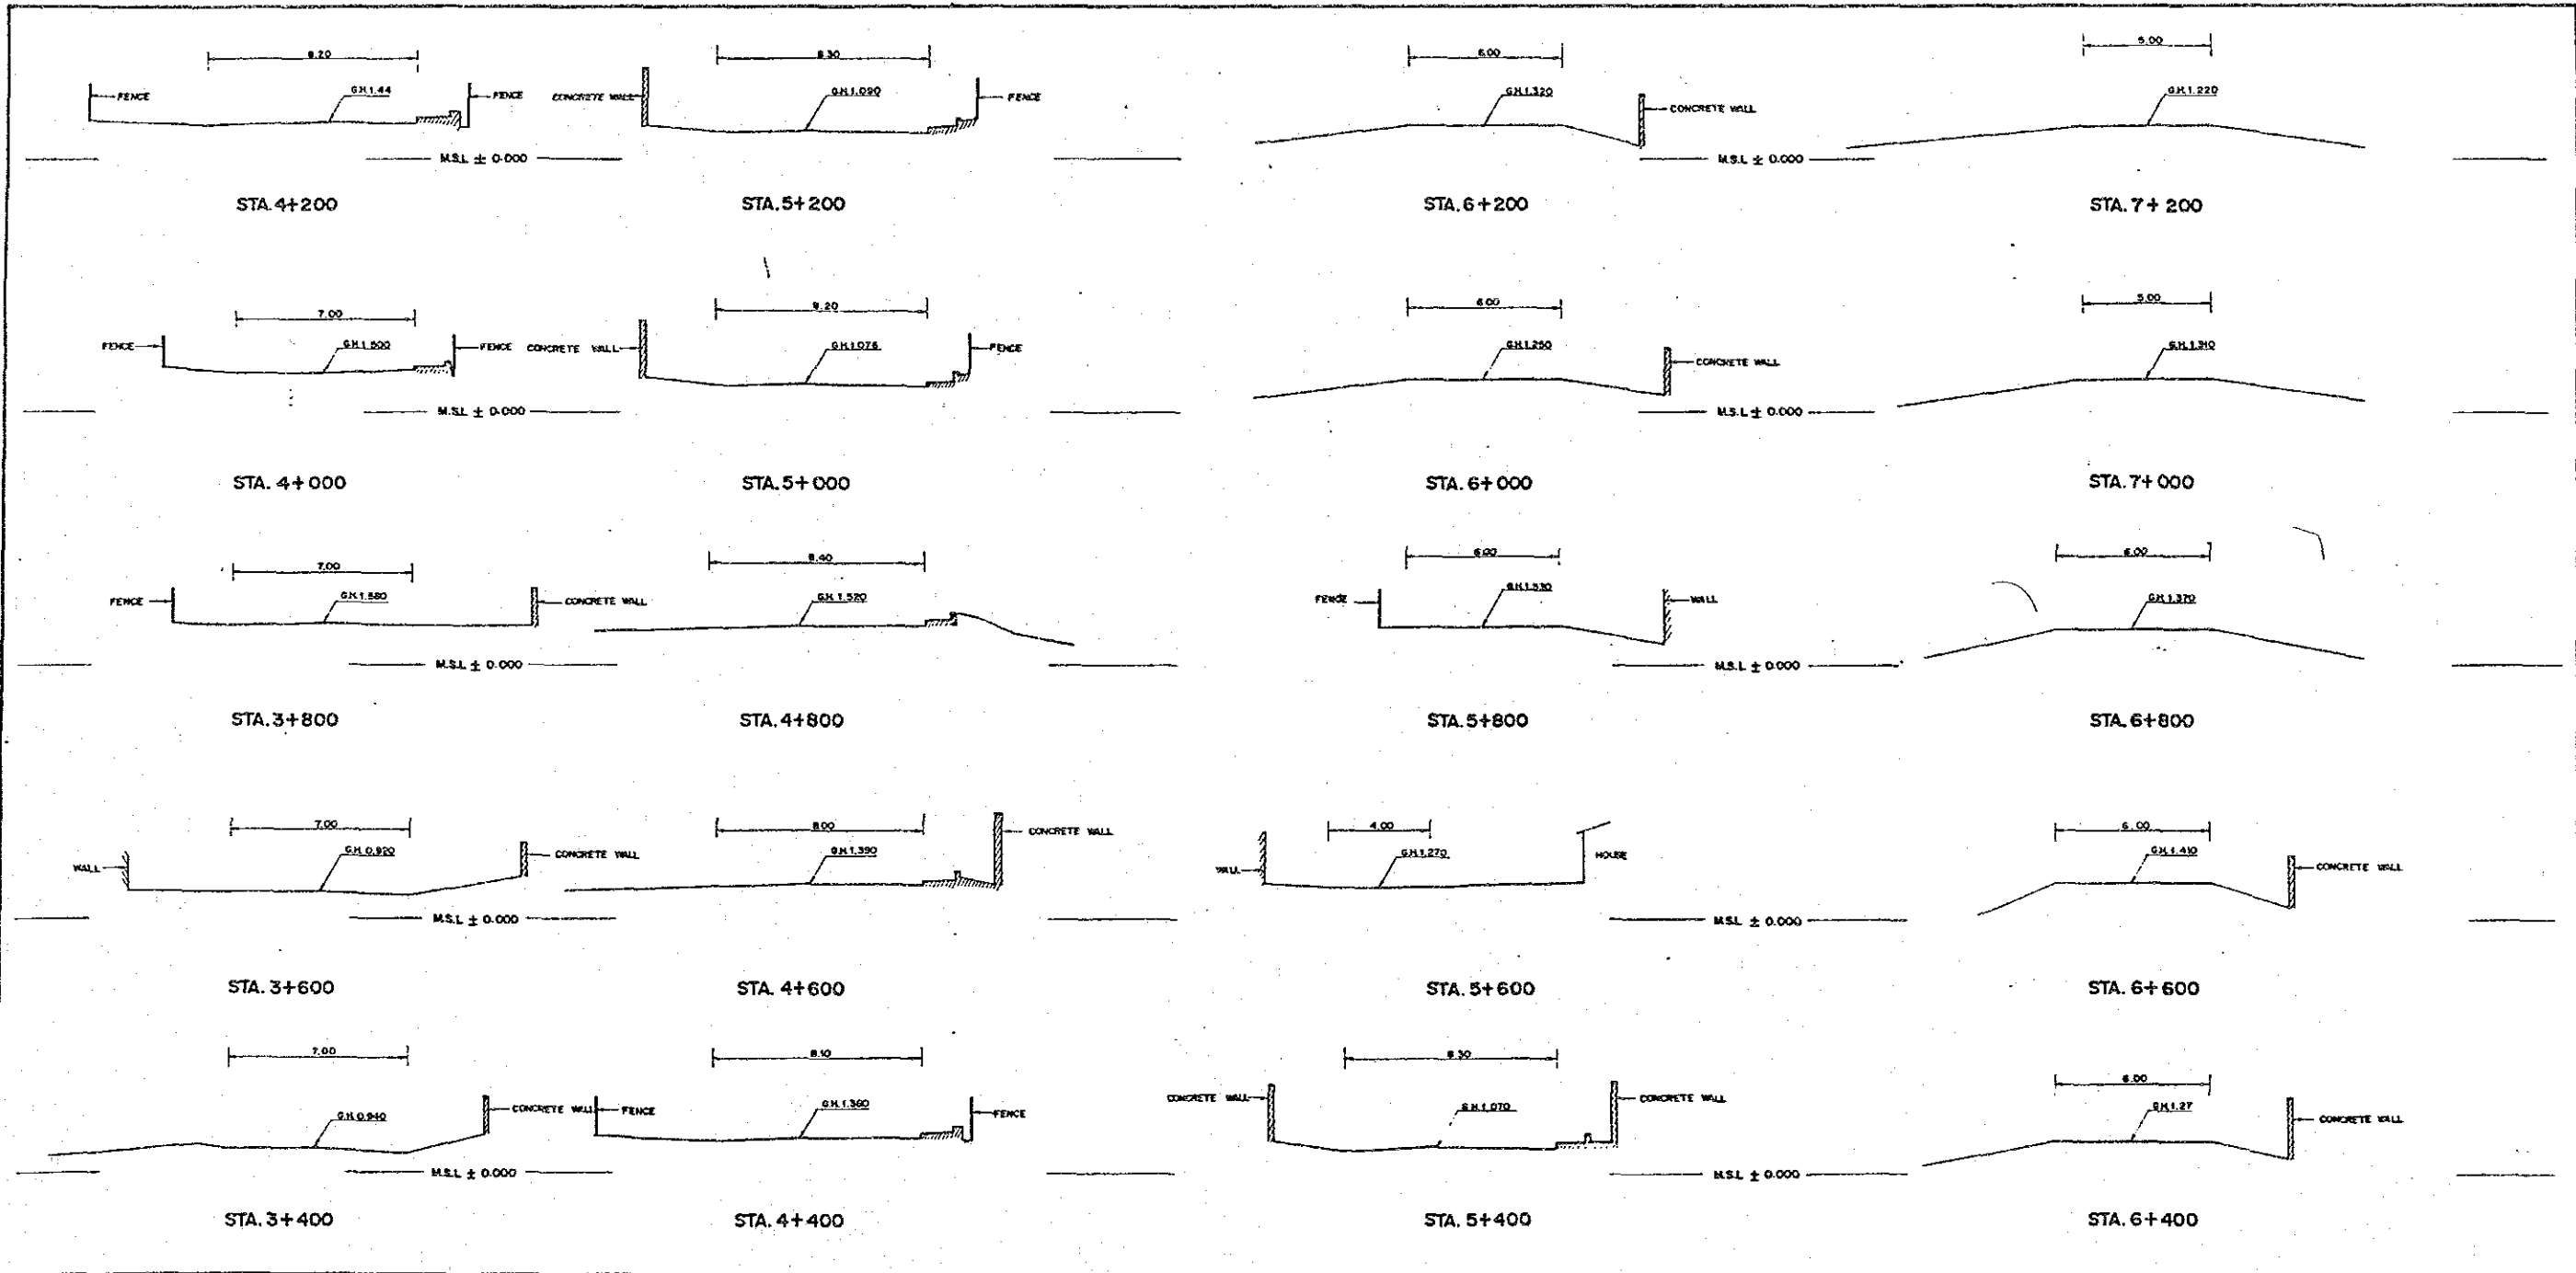 8.20 8.30 6.00 5.00
FENCE G.H.1.44 FENCE CONCRETE WALL G.H.1.090 FENCE G.H.1.320 CONCRETE WALL G.H.1.220
M.S.L ± 0.000 M.S.L ± 0.000
STA.4+200 STA.5+200 STA.6+200 STA.7+200
7.00 8.20 6.00 5.00
FENCE G.H.1.500 FENCE CONCRETE WALL G.H.1.075 FENCE G.H.1.250 CONCRETE WALL G.H.1.310
M.S.L ± 0.000 M.S.L ± 0.000
STA.4+000 STA.5+000 STA.6+000 STA.7+000
7.00 8.40 6.00 6.00
FENCE G.H.1.580 CONCRETE WALL G.H.1.520 FENCE G.H.1.530 WALL G.H.1.370
M.S.L ± 0.000 M.S.L ± 0.000
STA.3+800 STA.4+800 STA.5+800 STA.6+800
7.00 8.00 4.00 6.00
WALL G.H.0.920 CONCRETE WALL G.H.1.390 CONCRETE WALL WALL G.H.1.270 HOUSE G.H.1.410 CONCRETE WALL
M.S.L ± 0.000 M.S.L ± 0.000
STA.3+600 STA.4+600 STA.5+600 STA.6+600
7.00 8.10 8.30 6.00
G.H.0.940 CONCRETE WALL FENCE G.H.1.360 FENCE CONCRETE WALL G.H.1.070 CONCRETE WALL G.H.1.27 CONCRETE WALL
M.S.L ± 0.000 M.S.L ± 0.000
STA.3+400 STA.4+400 STA.5+400 STA.6+400